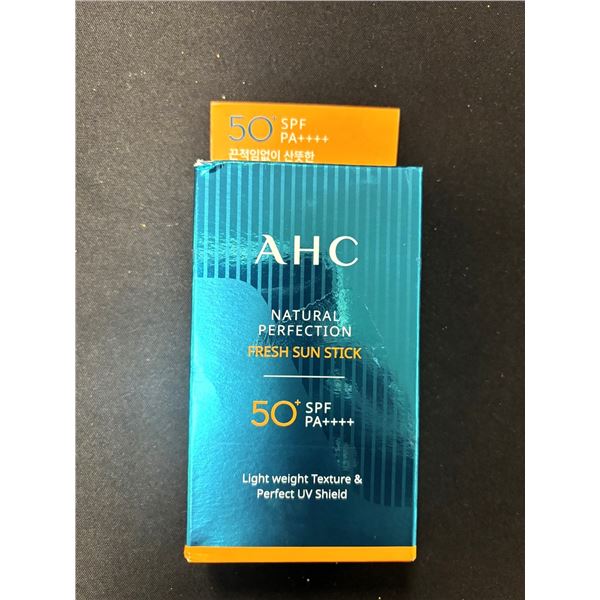 50+ SPF
PA++++
끈적임없이 산뜻한
AHC
NATURAL
PERFECTION
FRESH SUN STICK
50+ SPF
PA++++
Light weight Texture &
Perfect UV Shield